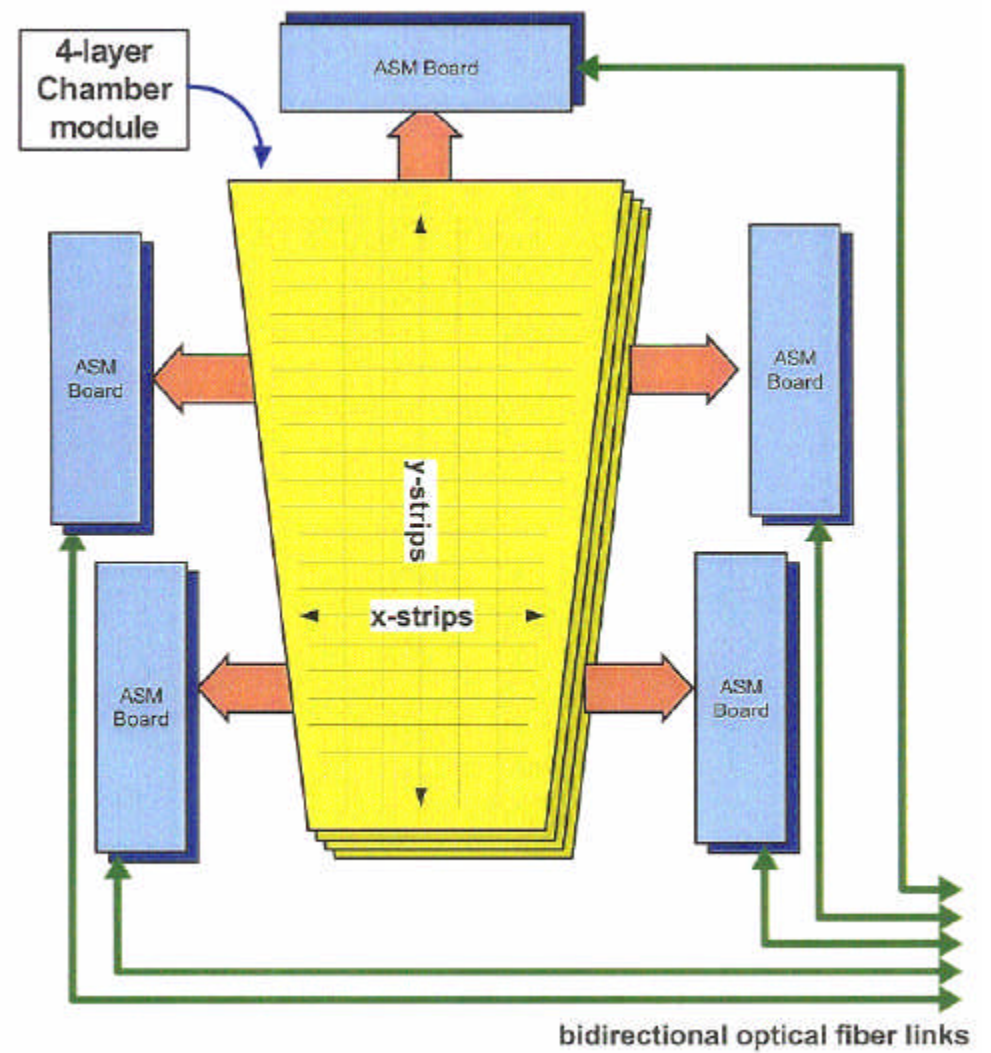 4-layer
Chamber
module
ASM Board
ASM
Board
ASM
Board
y-strips
x-strips
ASM
Board
ASM
Board
bidirectional optical fiber links